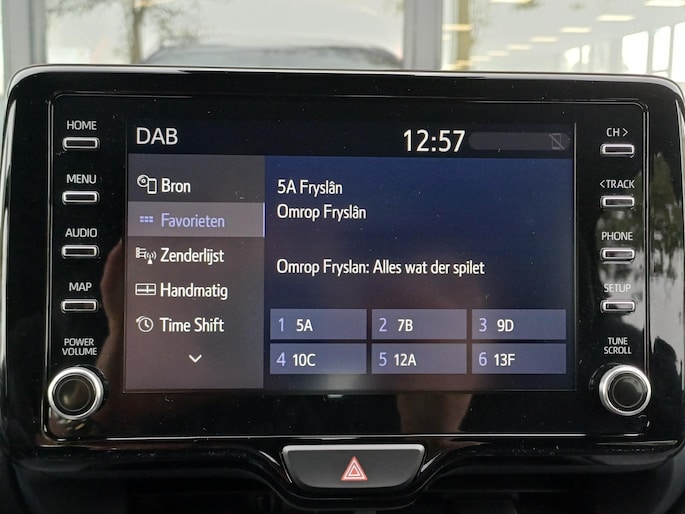 HOME
MENU
AUDIO
MAP
POWER
VOLUME
DAB
12:57
Bron
Favorieten
Zenderlijst
Handmatig
Time Shift
5A Fryslân
Omrop Fryslân
Omrop Fryslan: Alles wat der spilet
1 5A
2 7B
3 9D
4 10C
5 12A
6 13F
CH >
< TRACK
PHONE
SETUP
TUNE
SCROLL